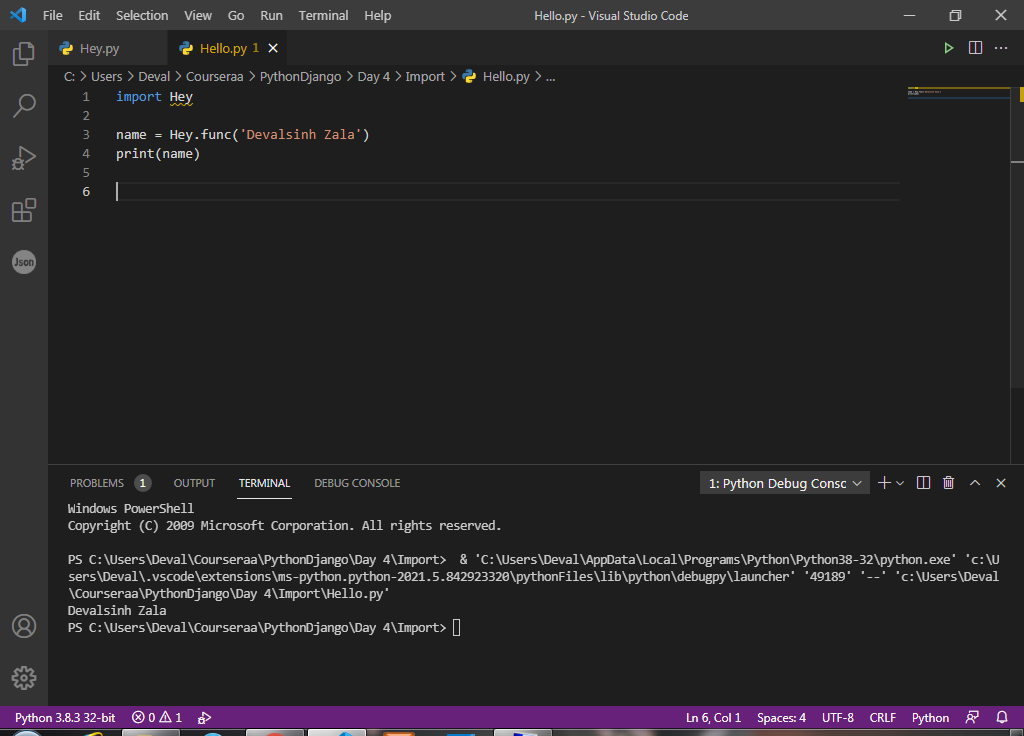 File Edit Selection View Go Run Terminal Help Hello.py - Visual Studio Code
Hey.py Hello.py 1
C: > Users > Deval > Courseraa > PythonDjango > Day 4 > Import > Hello.py > ...
1 import Hey
2
3 name = Hey.func('Devalsinh Zala')
4 print(name)
5
6
Json
PROBLEMS 1 OUTPUT TERMINAL DEBUG CONSOLE 1: Python Debug Consc
Windows PowerShell
Copyright (C) 2009 Microsoft Corporation. All rights reserved.
PS C:\Users\Deval\Courseraa\PythonDjango\Day 4\Import>  & 'C:\Users\Deval\AppData\Local\Programs\Python\Python38-32\python.exe' 'c:\U
sers\Deval\.vscode\extensions\ms-python.python-2021.5.842923320\pythonFiles\lib\python\debugpy\launcher' '49189' '--' 'c:\Users\Deval
\Courseraa\PythonDjango\Day 4\Import\Hello.py'
Devalsinh Zala
PS C:\Users\Deval\Courseraa\PythonDjango\Day 4\Import>
Python 3.8.3 32-bit 0 1 Ln 6, Col 1 Spaces: 4 UTF-8 CRLF Python